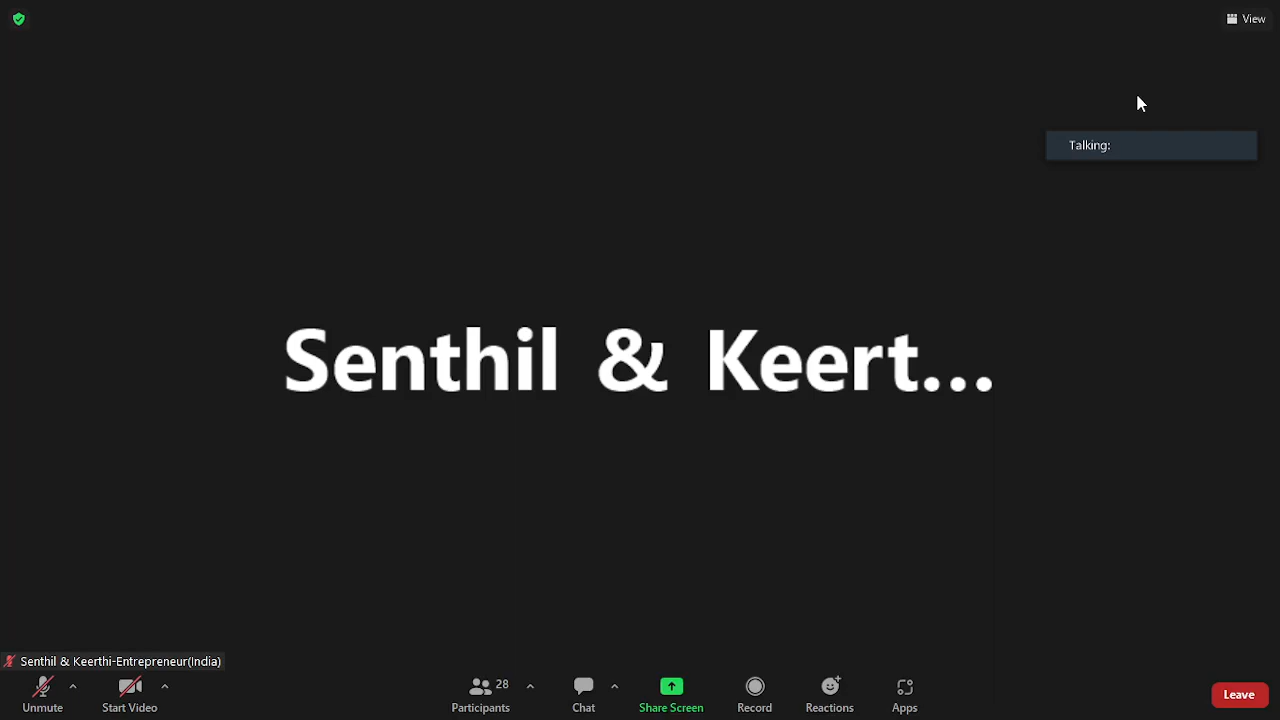 View
Talking:
Senthil & Keert...
Senthil & Keerthi-Entrepreneur(India)
28
Unmute
Start Video
Participants
Chat
Share Screen
Record
Reactions
Apps
Leave